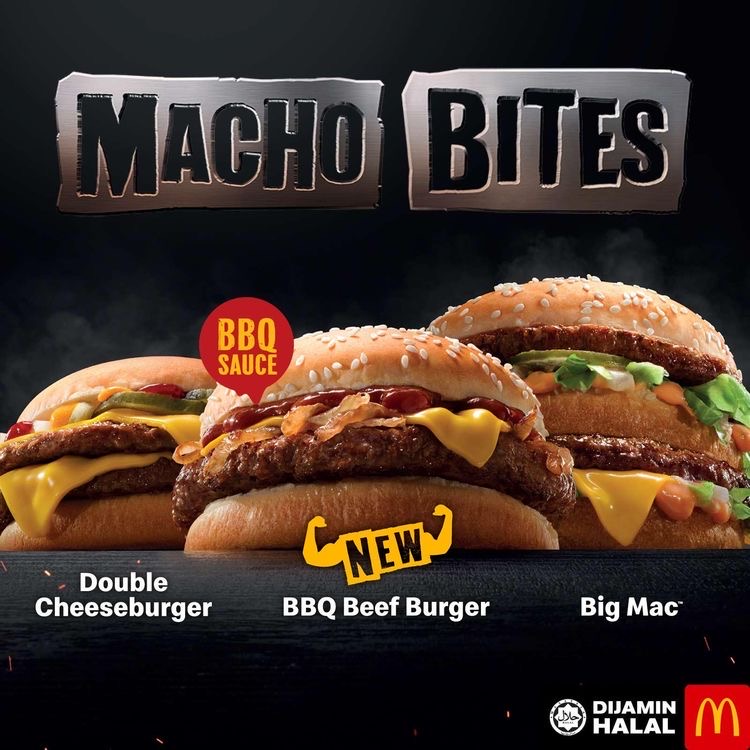 MACHO BITES
BBQ
SAUCE
NEW
Double
Cheeseburger
BBQ Beef Burger
Big Mac™
DIJAMIN
HALAL